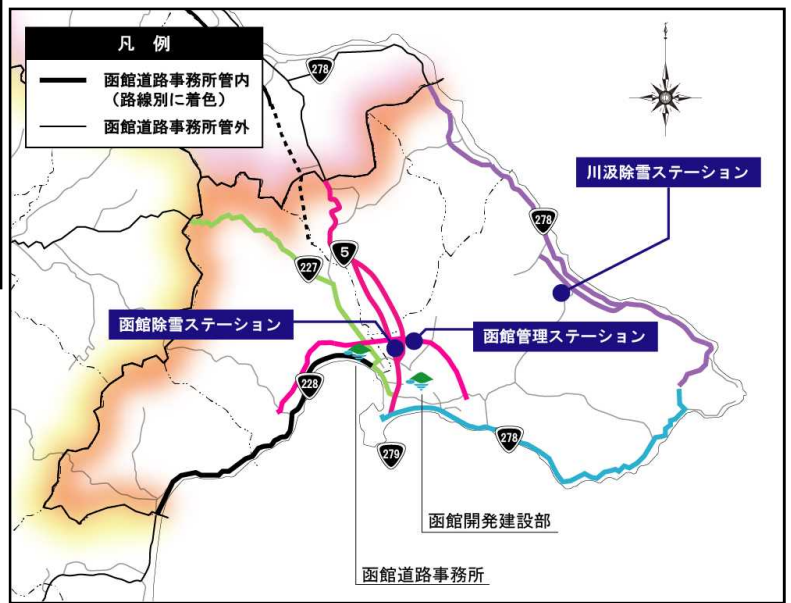 凡 例
函館道路事務所管内
(路線別に着色)
函館道路事務所管外
278
川汲除雪ステーション
278
5
227
函館除雪ステーション
函館管理ステーション
228
278
279
函館開発建設部
函館道路事務所